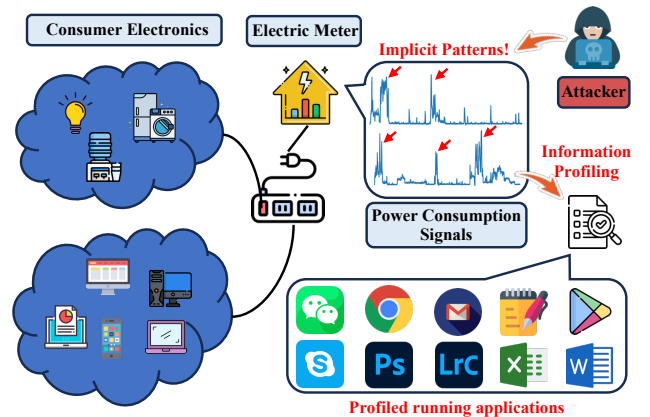 Consumer Electronics
Electric Meter
Implicit Patterns!
Attacker
Information
Profiling
Power Consumption
Signals
Ps
LrC
X
W
S
M
Profiled running applications